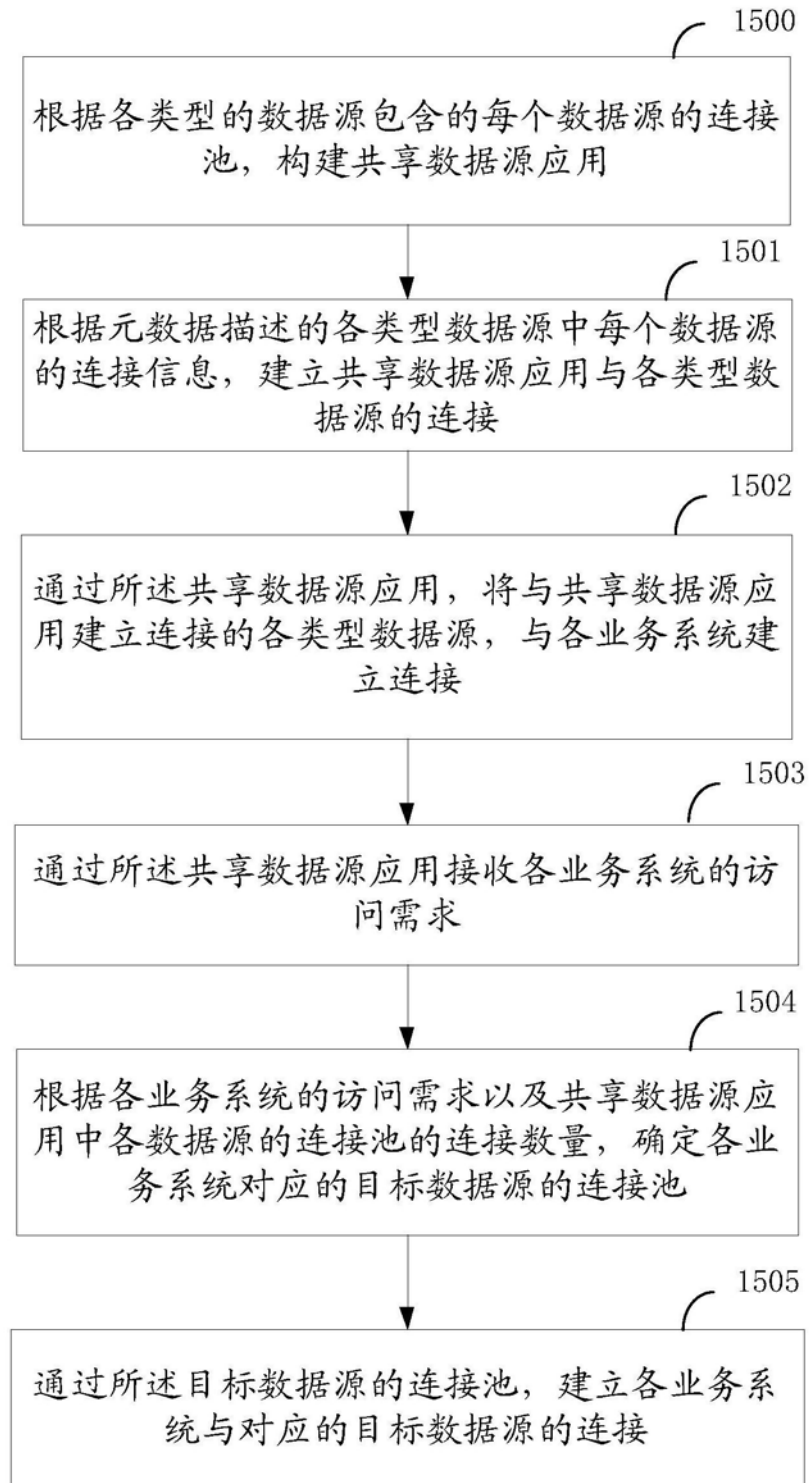 1500
根据各类型的数据源包含的每个数据源的连接
池，构建共享数据源应用
1501
根据元数据描述的各类型数据源中每个数据源
的连接信息，建立共享数据源应用与各类型数
据源的连接
1502
通过所述共享数据源应用，将与共享数据源应
用建立连接的各类型数据源，与各业务系统建
立连接
1503
通过所述共享数据源应用接收各业务系统的访
问需求
1504
根据各业务系统的访问需求以及共享数据源应
用中各数据源的连接池的连接数量，确定各业
务系统对应的目标数据源的连接池
1505
通过所述目标数据源的连接池，建立各业务系
统与对应的目标数据源的连接